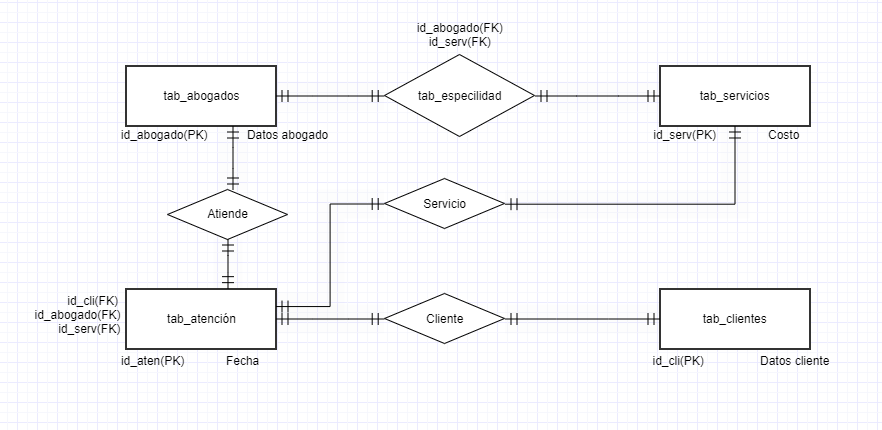 id_abogado(FK)
id_serv(FK)
tab_abogados
tab_especilidad
tab_servicios
id_abogado(PK)
Datos abogado
id_serv(PK)
Costo
Atiende
Servicio
id_cli(FK)
id_abogado(FK)
id_serv(FK)
tab_atención
Cliente
tab_clientes
id_aten(PK)
Fecha
id_cli(PK)
Datos cliente